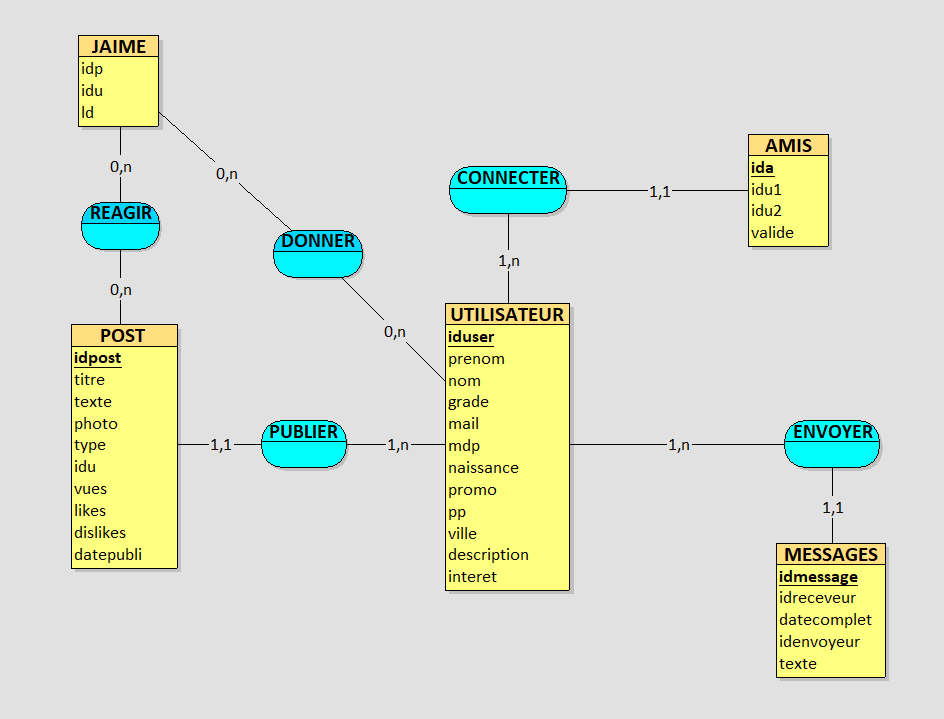 JAIME
idp
idu
ld
0,n
0,n
REAGIR
0,n
DONNER
0,n
CONNECTER
1,1
1,n
AMIS
ida
idu1
idu2
valide
POST
idpost
titre
texte
photo
type
idu
vues
likes
dislikes
datepubli
1,1
PUBLIER
1,n
UTILISATEUR
iduser
prenom
nom
grade
mail
mdp
naissance
promo
pp
ville
description
interet
1,n
ENVOYER
1,1
MESSAGES
idmessage
idreceveur
datecomplet
idenvoyeur
texte